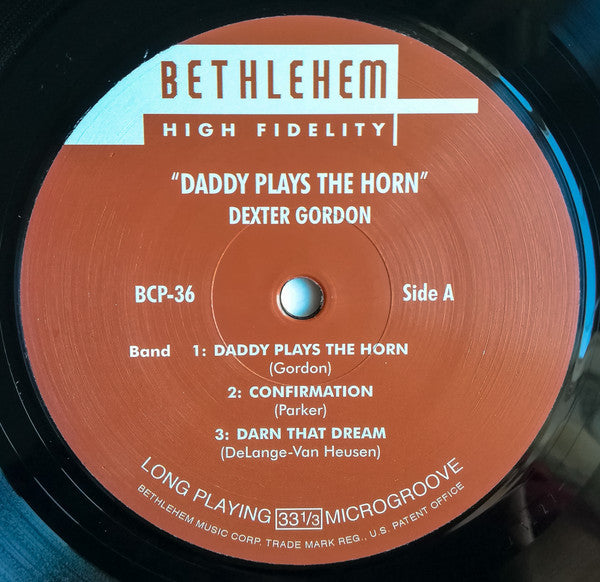 BETHLEHEM
HIGH FIDELITY
"DADDY PLAYS THE HORN"
DEXTER GORDON
BCP-36 Side A
Band 1: DADDY PLAYS THE HORN
(Gordon)
2: CONFIRMATION
(Parker)
3: DARN THAT DREAM
(DeLange-Van Heusen)
LONG PLAYING 33 1/3 MICROGROOVE
BETHLEHEM MUSIC CORP. TRADE MARK REG., U.S. PATENT OFFICE